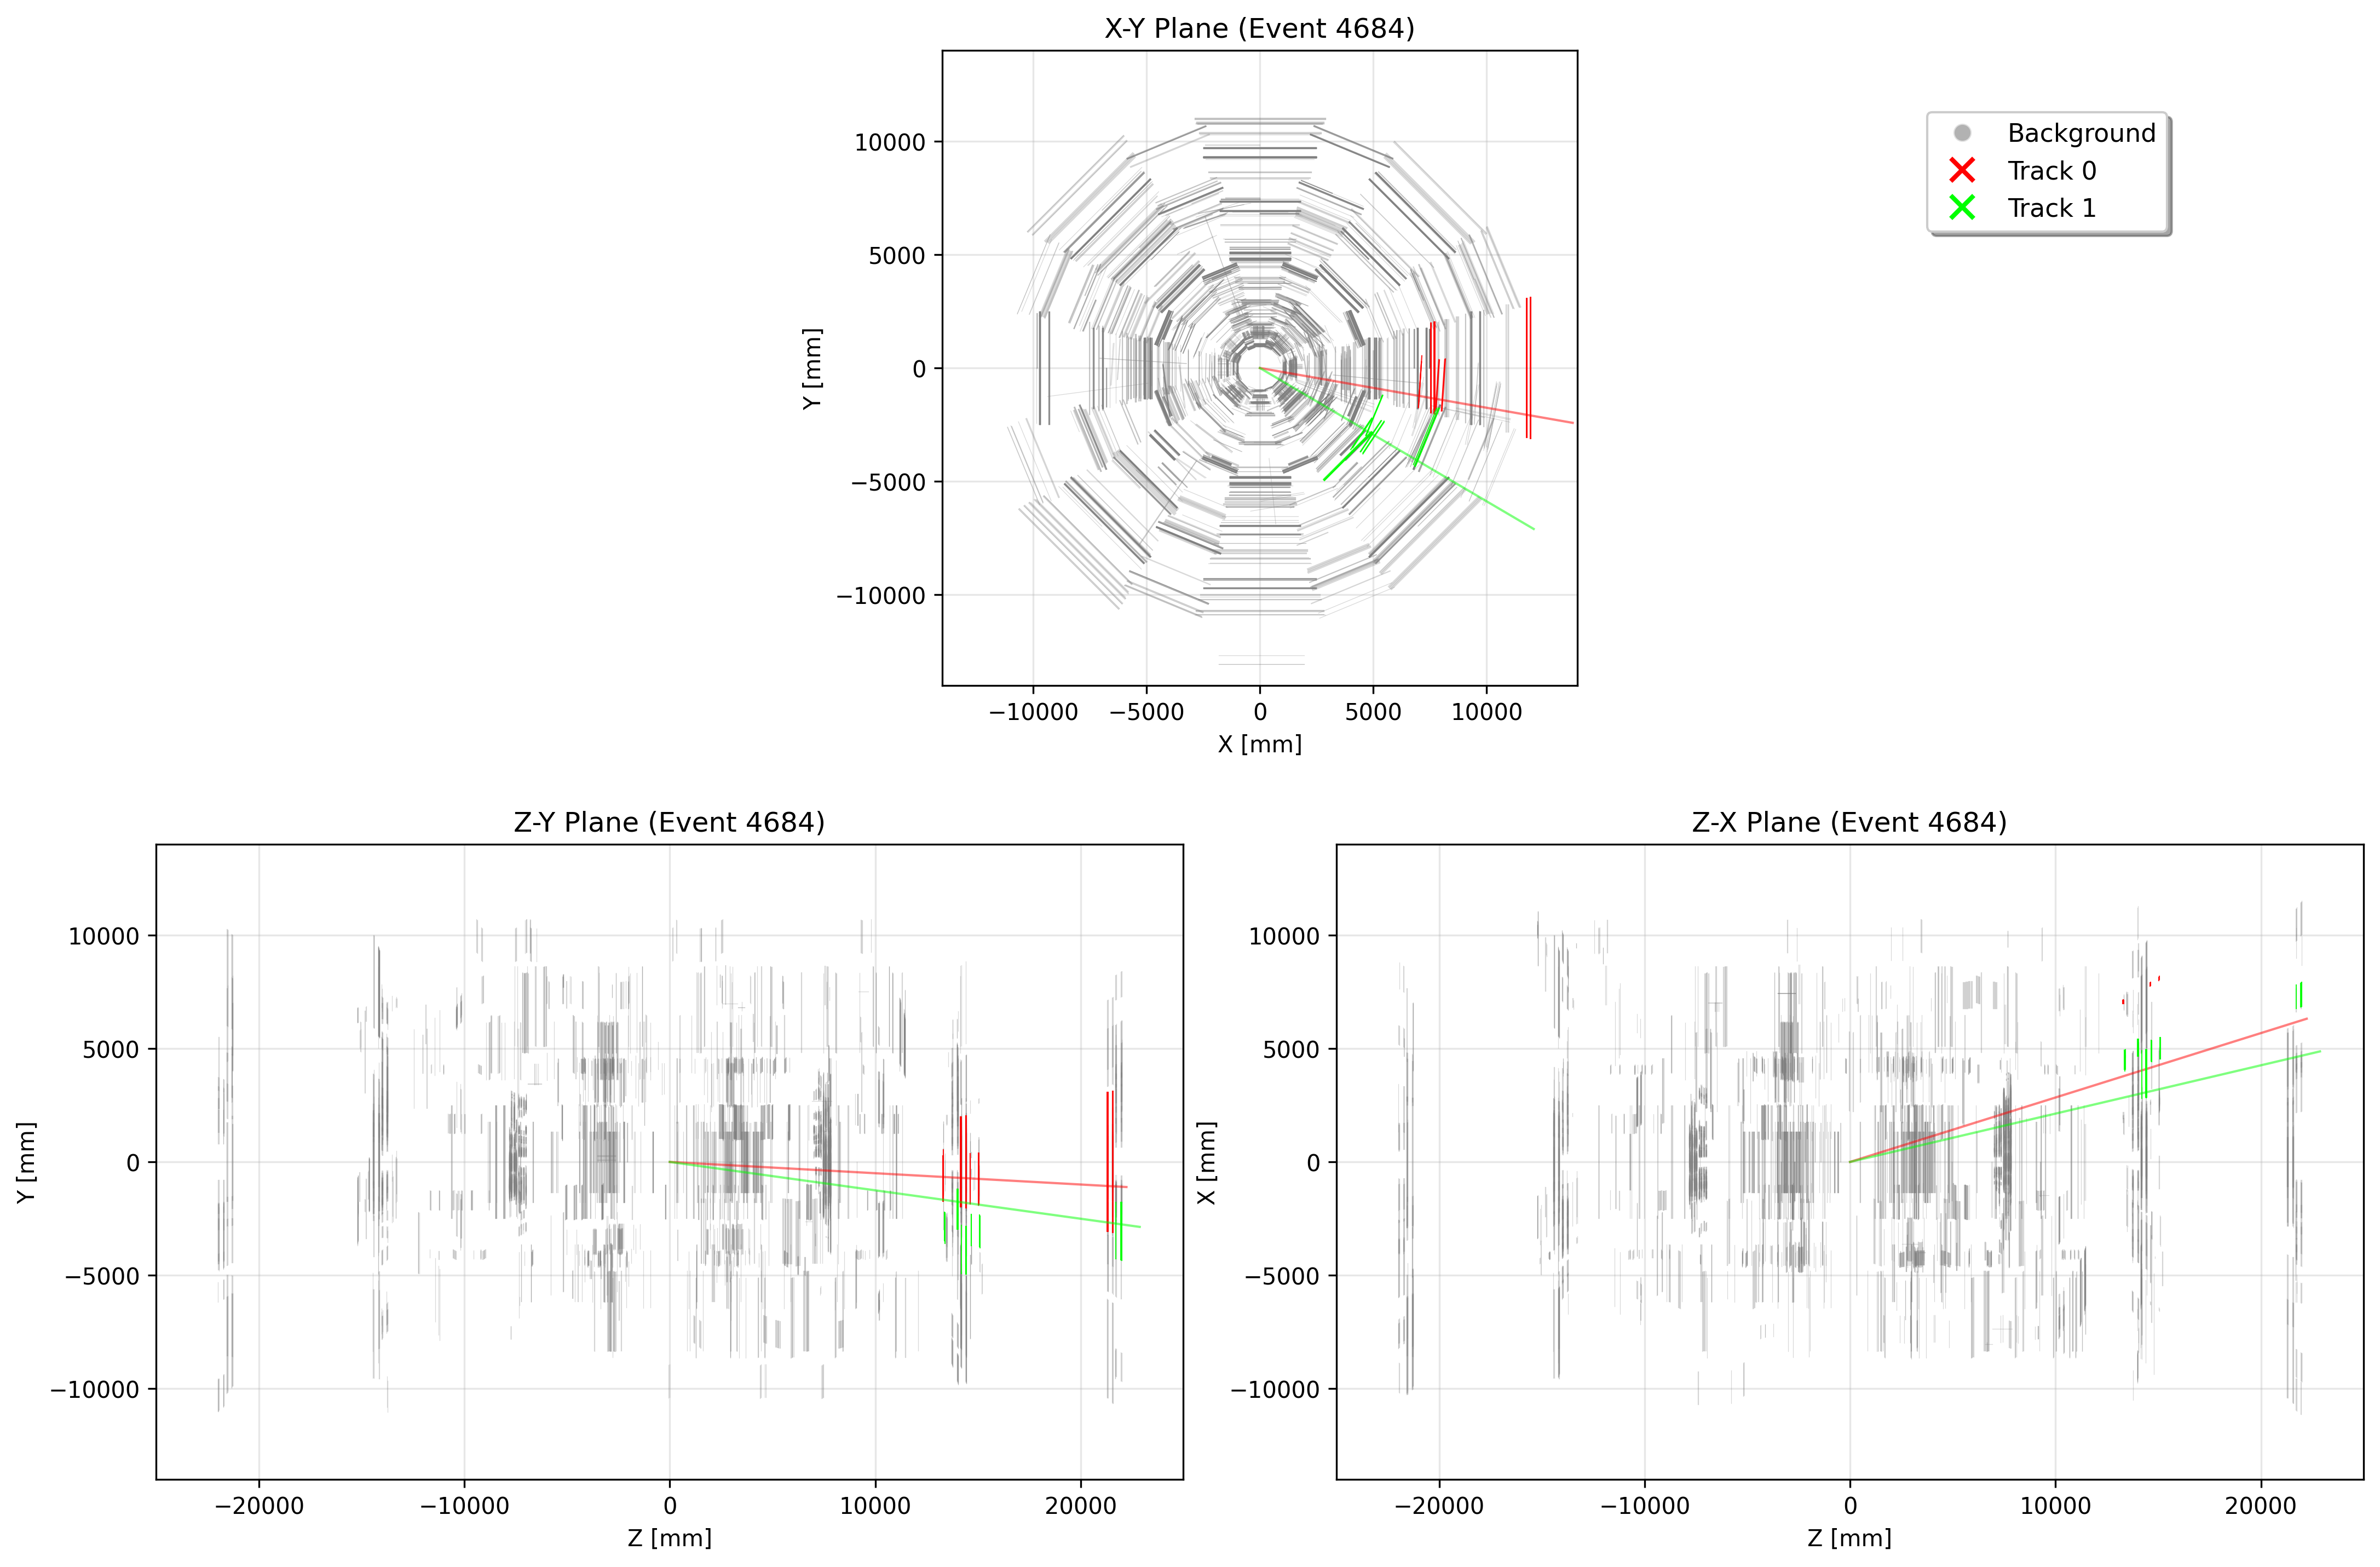 X-Y Plane (Event 4684)
Y [mm]
10000
5000
0
−5000
−10000
−10000 −5000 0 5000 10000
X [mm]
Background
Track 0
Track 1
Z-Y Plane (Event 4684)
Y [mm]
10000
5000
0
−5000
−10000
−20000 −10000 0 10000 20000
Z [mm]
Z-X Plane (Event 4684)
X [mm]
10000
5000
0
−5000
−10000
−20000 −10000 0 10000 20000
Z [mm]